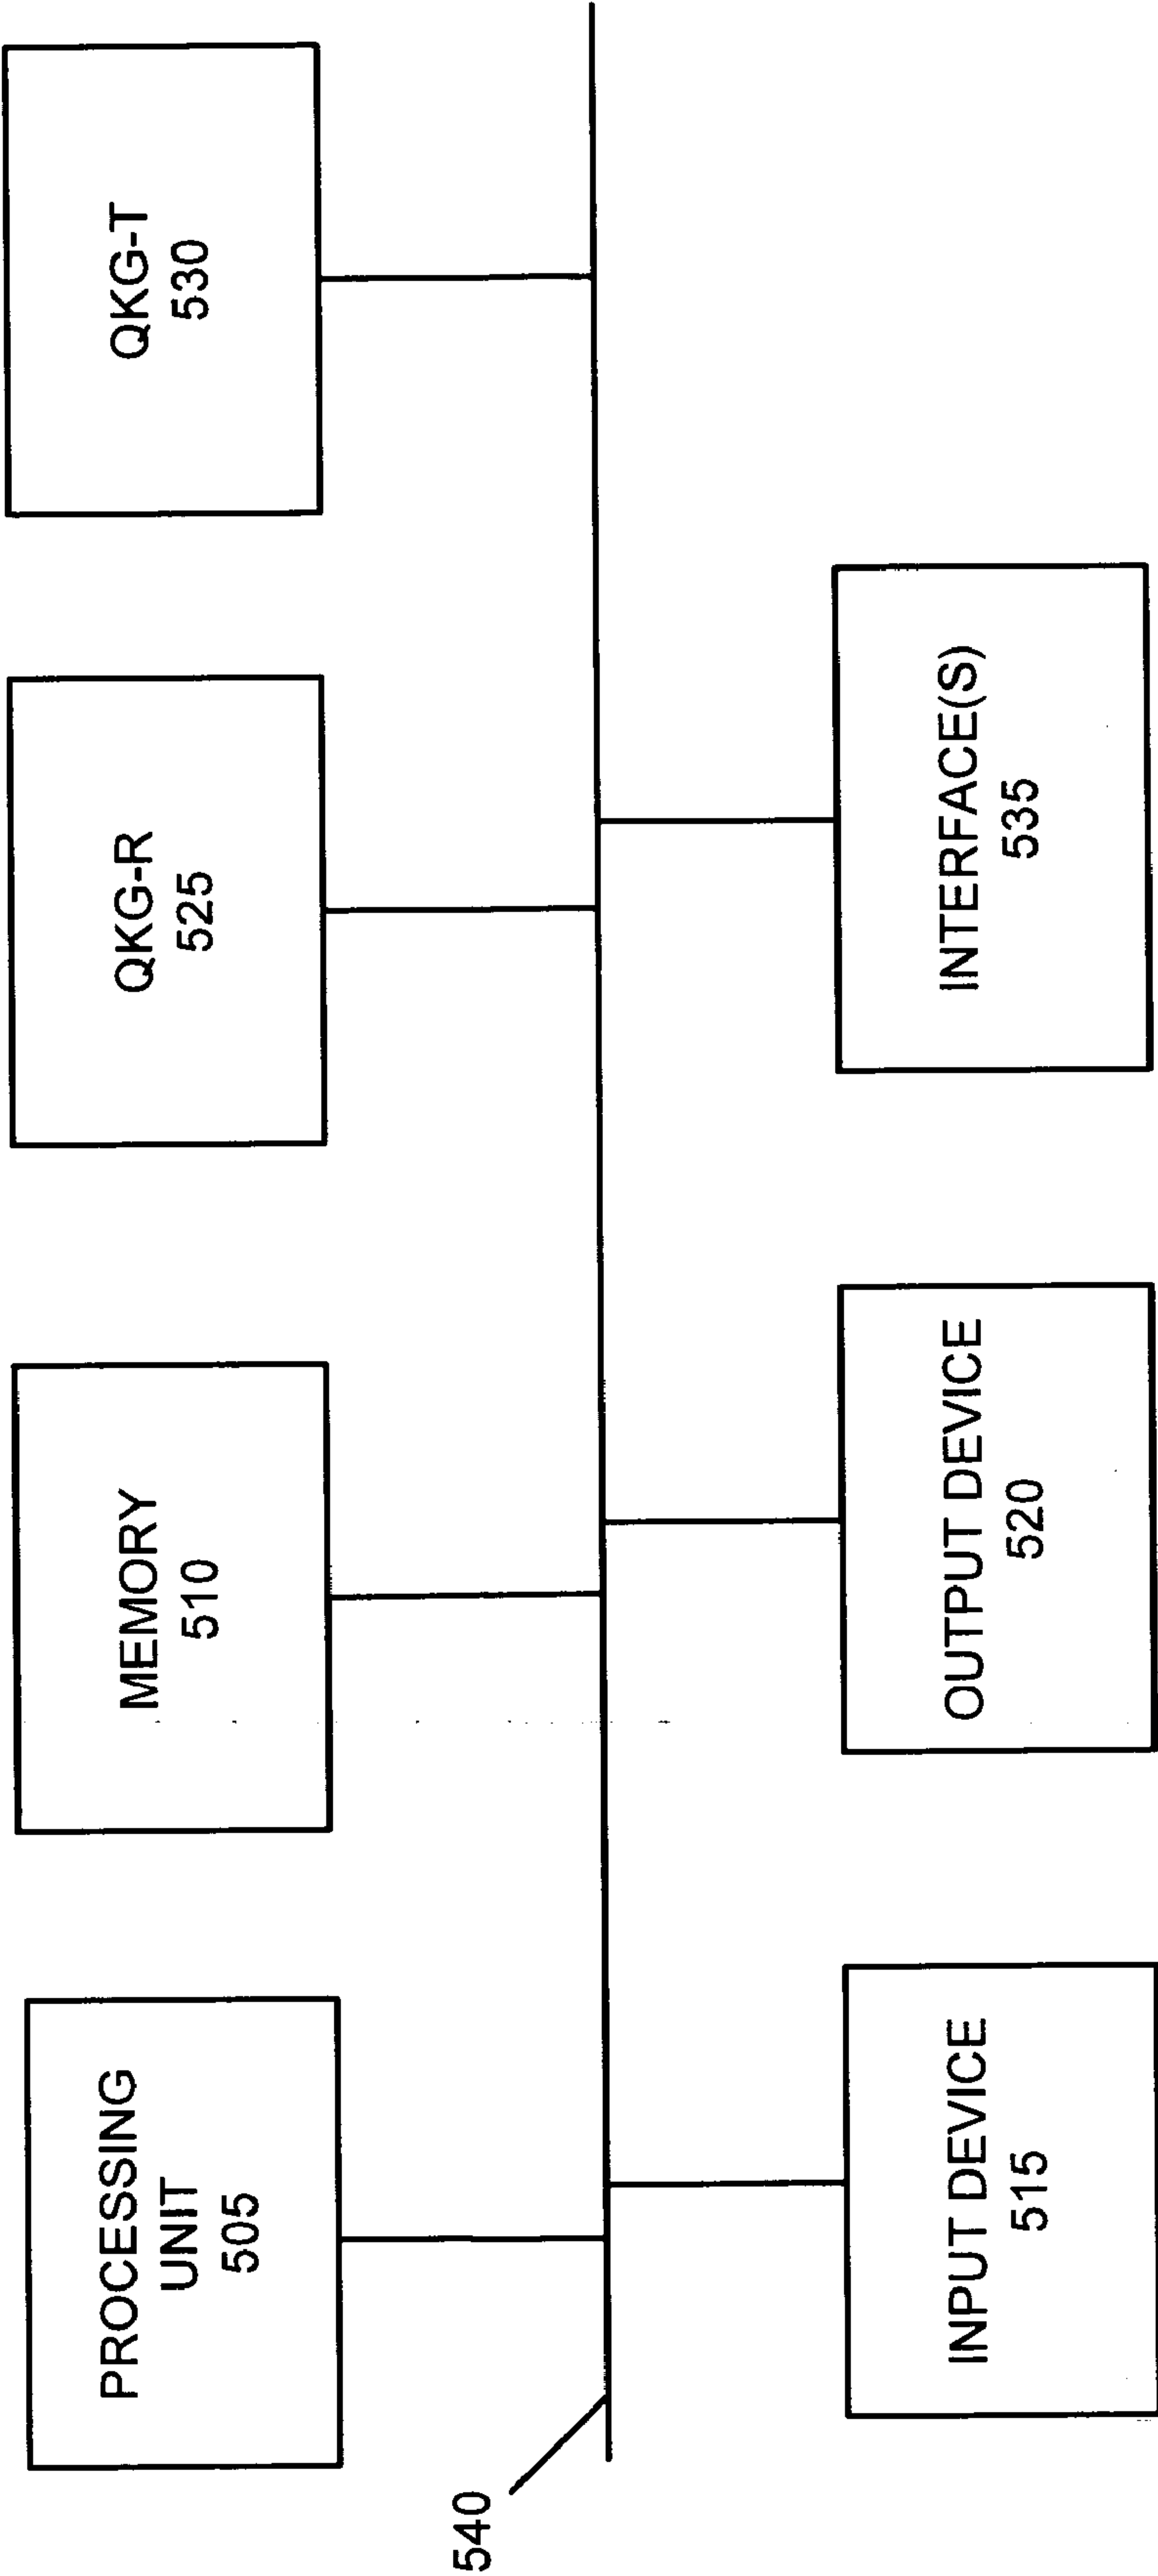 PROCESSING
UNIT
505
MEMORY
510
QKG-R
525
QKG-T
530
540
INPUT DEVICE
515
OUTPUT DEVICE
520
INTERFACE(S)
535